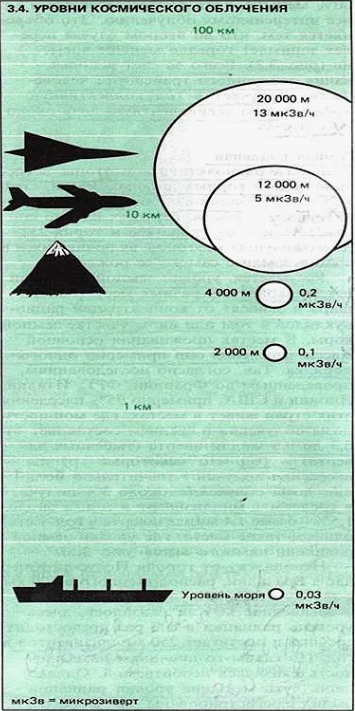 3.4. УРОВНИ КОСМИЧЕСКОГО ОБЛУЧЕНИЯ
100 км
20 000 м
13 мкЗв/ч
12 000 м
5 мкЗв/ч
10 км
4 000 м 0,2
мкЗв/ч
2 000 м 0,1
мкЗв/ч
1 км
Уровень моря 0,03
мкЗв/ч
мкЗв = микрозиверт